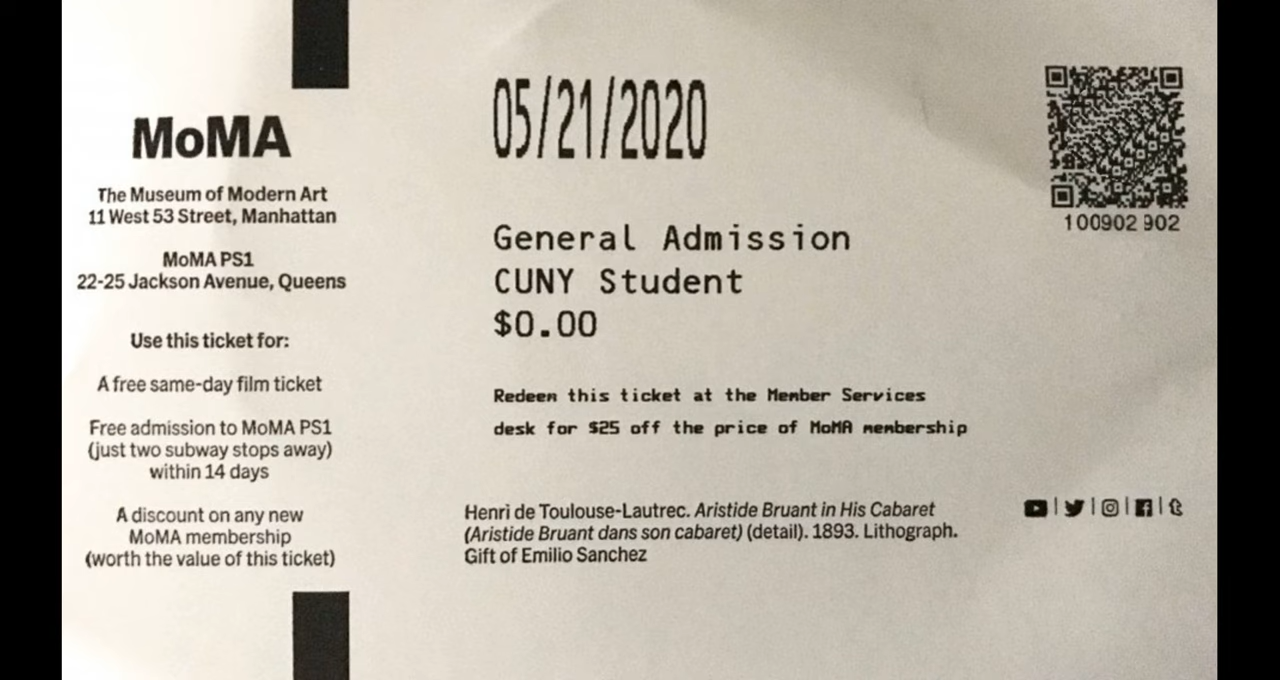 MoMA
The Museum of Modern Art
11 West 53 Street, Manhattan
MoMA PS1
22-25 Jackson Avenue, Queens
Use this ticket for:
A free same-day film ticket
Free admission to MoMA PS1
(just two subway stops away)
within 14 days
A discount on any new
MoMA membership
(worth the value of this ticket)
05/21/2020
General Admission
CUNY Student
$0.00
Redeem this ticket at the Member Services
desk for $25 off the price of MoMA membership
Henri de Toulouse-Lautrec. Aristide Bruant in His Cabaret
(Aristide Bruant dans son cabaret) (detail). 1893. Lithograph.
Gift of Emilio Sanchez
100902 902